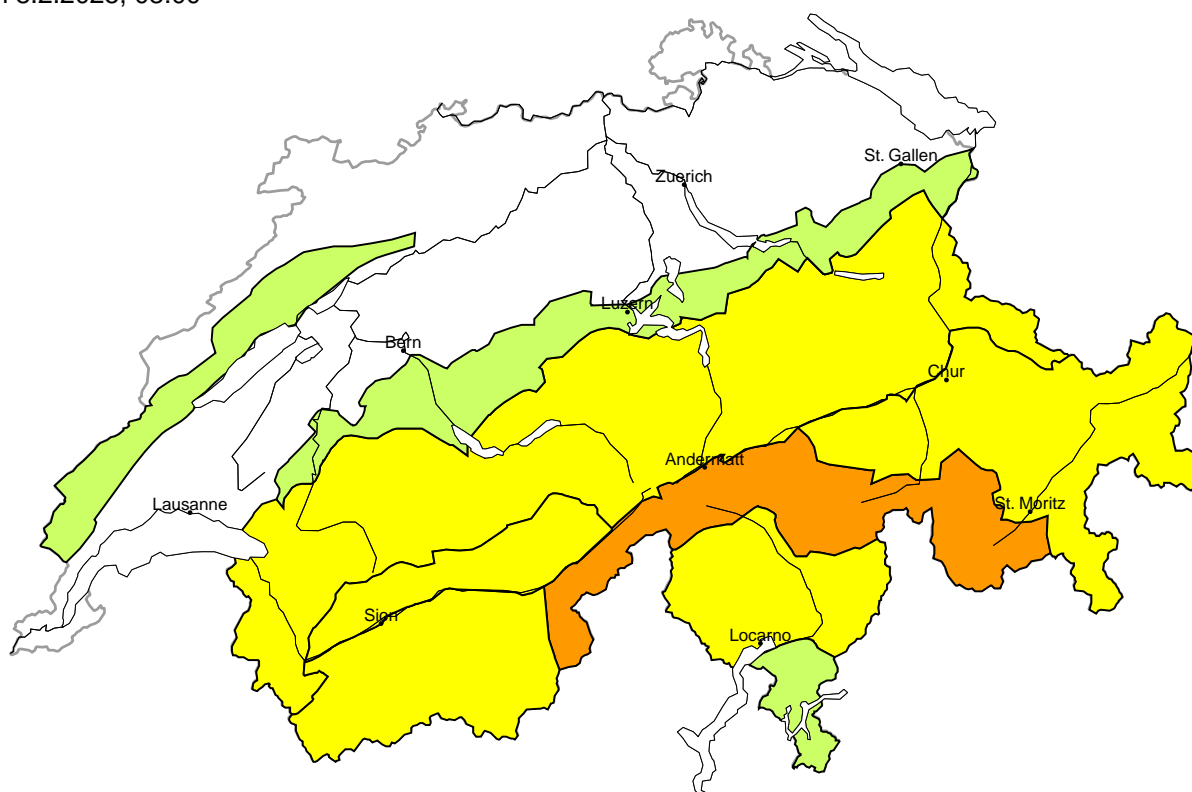 St. Gallen
Zuerich
Luzern
Bern
Chur
Andermatt
Lausanne
St. Moritz
Sion
Locarno